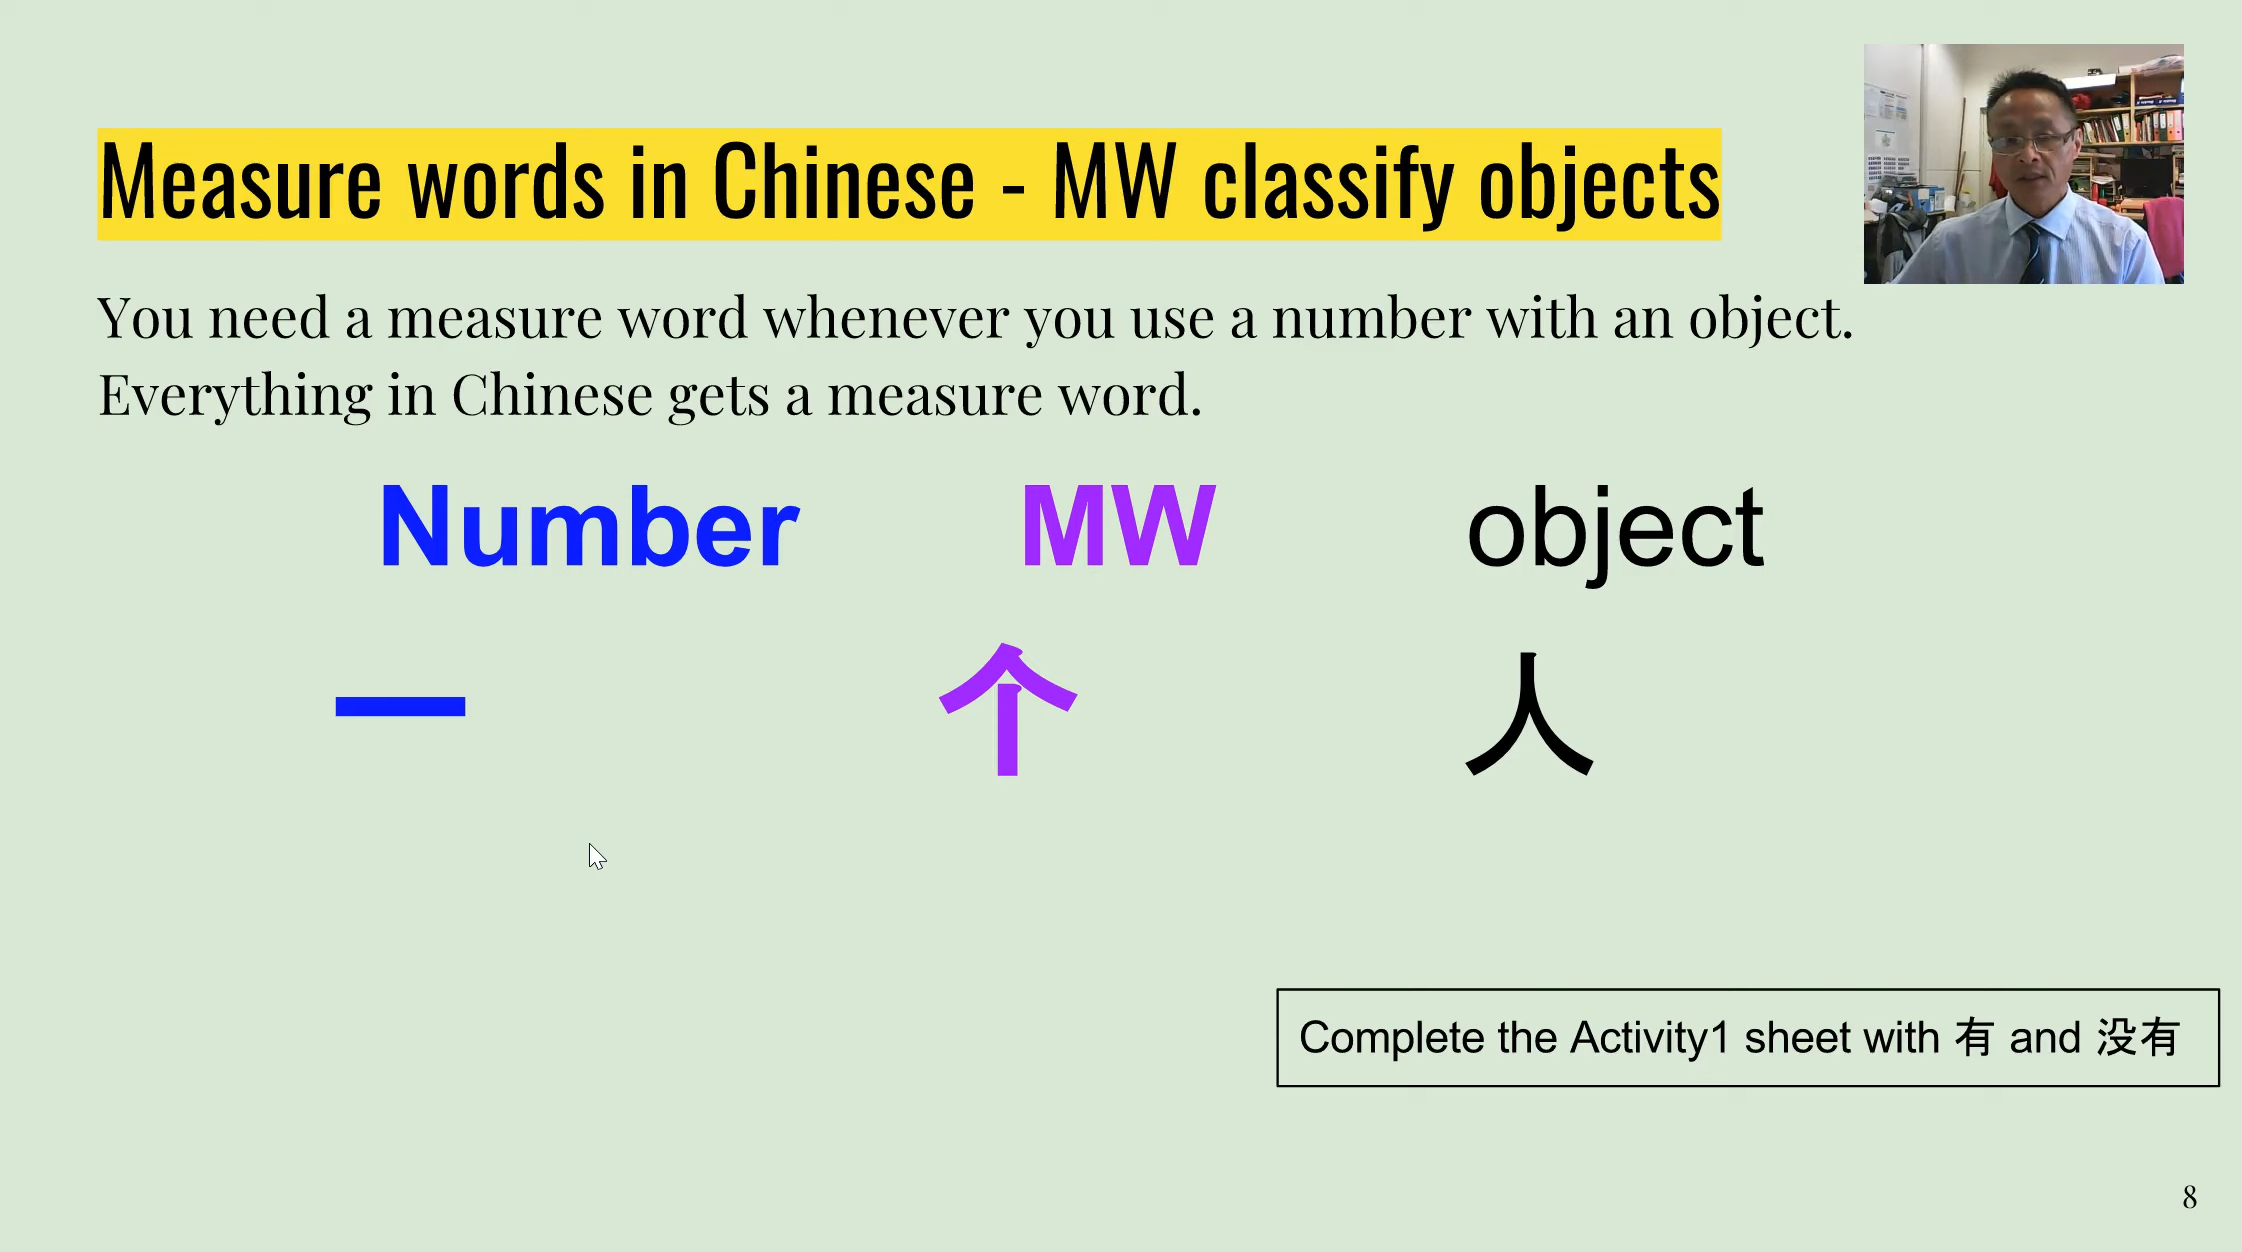 Measure words in Chinese - MW classify objects
You need a measure word whenever you use a number with an object.
Everything in Chinese gets a measure word.
Number MW object
一 个 人
Complete the Activity1 sheet with 有 and 没有
8